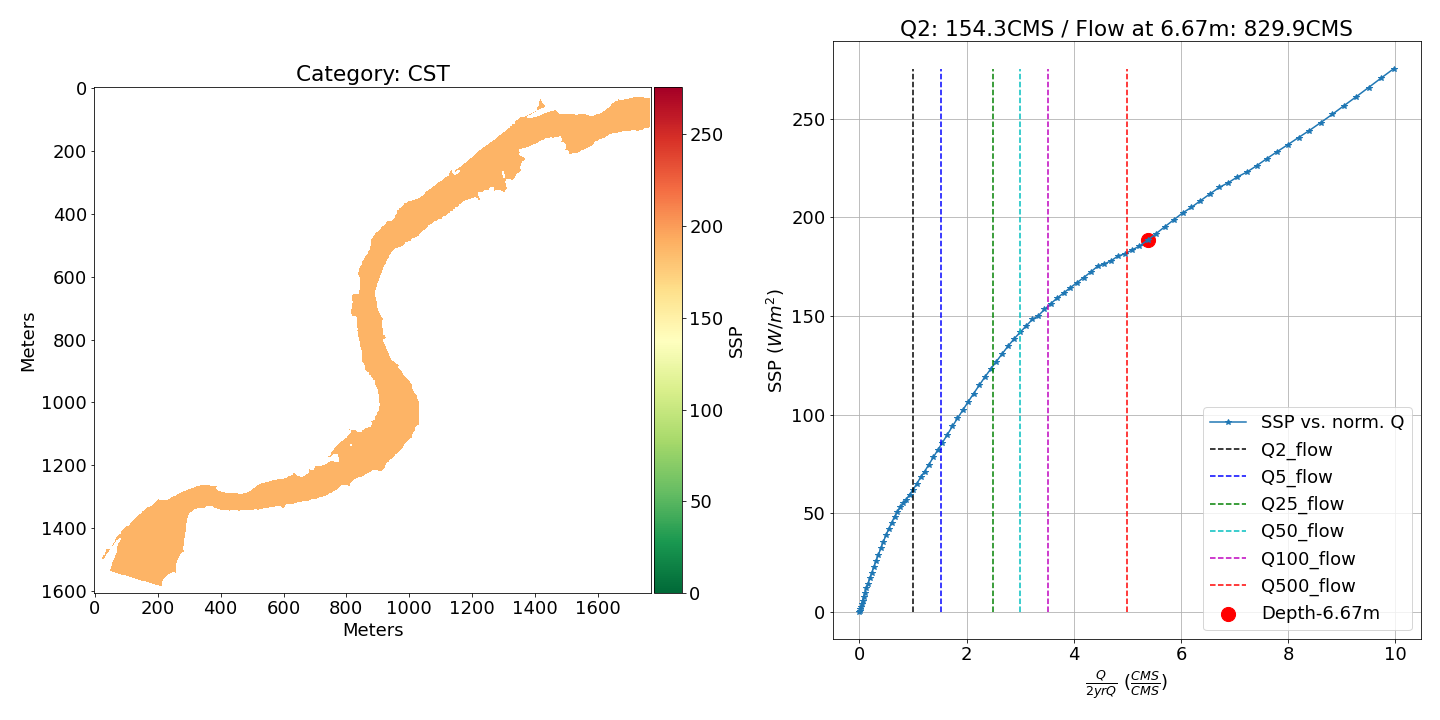 Category: CST
0
200
400
600
800
1000
1200
1400
1600
Meters
0
200
400
600
800
1000
1200
1400
1600
Meters
250
200
150
100
50
0
SSP
Q2: 154.3CMS / Flow at 6.67m: 829.9CMS
250
200
150
100
50
0
SSP (W/m²)
0
2
4
6
8
10
Q/2yrQ (CMS/CMS)
SSP vs. norm. Q
Q2_flow
Q5_flow
Q25_flow
Q50_flow
Q100_flow
Q500_flow
Depth-6.67m